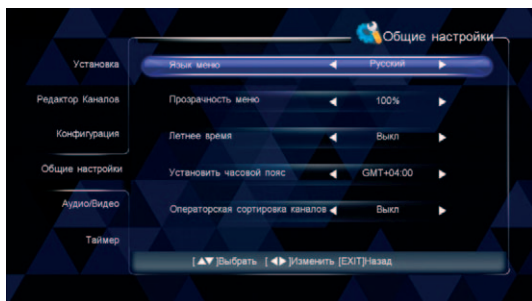 Общие настройки
Установка
Язык меню Русский
Редактор Каналов
Прозрачность меню 100%
Конфигурация
Летнее время Выкл
Общие настройки
Установить часовой пояс GMT+04:00
Аудио/Видео
Операторская сортировка каналов Выкл
Таймер
[▲▼]Выбрать [◀▶]Изменить [EXIT]Назад